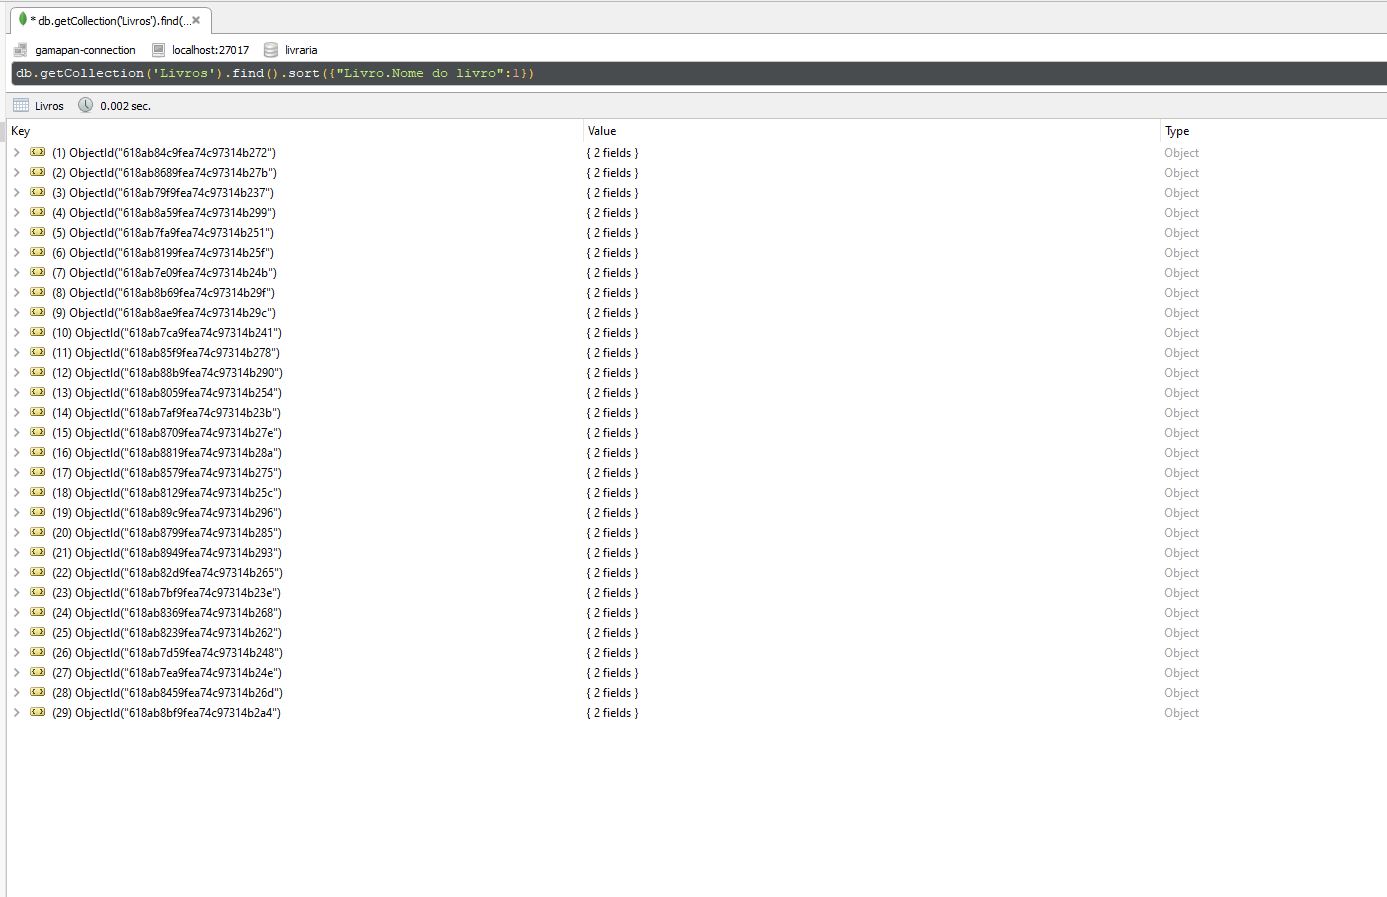 * db.getCollection('Livros').find(...
gamapan-connection localhost:27017 livraria
db.getCollection('Livros').find().sort({"Livro.Nome do livro":1})
Livros 0.002 sec.
Key Value Type
(1) ObjectId("618ab84c9fea74c97314b272") { 2 fields } Object
(2) ObjectId("618ab8689fea74c97314b27b") { 2 fields } Object
(3) ObjectId("618ab79f9fea74c97314b237") { 2 fields } Object
(4) ObjectId("618ab8a59fea74c97314b299") { 2 fields } Object
(5) ObjectId("618ab7fa9fea74c97314b251") { 2 fields } Object
(6) ObjectId("618ab8199fea74c97314b25f") { 2 fields } Object
(7) ObjectId("618ab7e09fea74c97314b24b") { 2 fields } Object
(8) ObjectId("618ab8b69fea74c97314b29f") { 2 fields } Object
(9) ObjectId("618ab8ae9fea74c97314b29c") { 2 fields } Object
(10) ObjectId("618ab7ca9fea74c97314b241") { 2 fields } Object
(11) ObjectId("618ab85f9fea74c97314b278") { 2 fields } Object
(12) ObjectId("618ab88b9fea74c97314b290") { 2 fields } Object
(13) ObjectId("618ab8059fea74c97314b254") { 2 fields } Object
(14) ObjectId("618ab7af9fea74c97314b23b") { 2 fields } Object
(15) ObjectId("618ab8709fea74c97314b27e") { 2 fields } Object
(16) ObjectId("618ab8819fea74c97314b28a") { 2 fields } Object
(17) ObjectId("618ab8579fea74c97314b275") { 2 fields } Object
(18) ObjectId("618ab8129fea74c97314b25c") { 2 fields } Object
(19) ObjectId("618ab89c9fea74c97314b296") { 2 fields } Object
(20) ObjectId("618ab8799fea74c97314b285") { 2 fields } Object
(21) ObjectId("618ab8949fea74c97314b293") { 2 fields } Object
(22) ObjectId("618ab82d9fea74c97314b265") { 2 fields } Object
(23) ObjectId("618ab7bf9fea74c97314b23e") { 2 fields } Object
(24) ObjectId("618ab8369fea74c97314b268") { 2 fields } Object
(25) ObjectId("618ab8239fea74c97314b262") { 2 fields } Object
(26) ObjectId("618ab7d59fea74c97314b248") { 2 fields } Object
(27) ObjectId("618ab7ea9fea74c97314b24e") { 2 fields } Object
(28) ObjectId("618ab8459fea74c97314b26d") { 2 fields } Object
(29) ObjectId("618ab8bf9fea74c97314b2a4") { 2 fields } Object